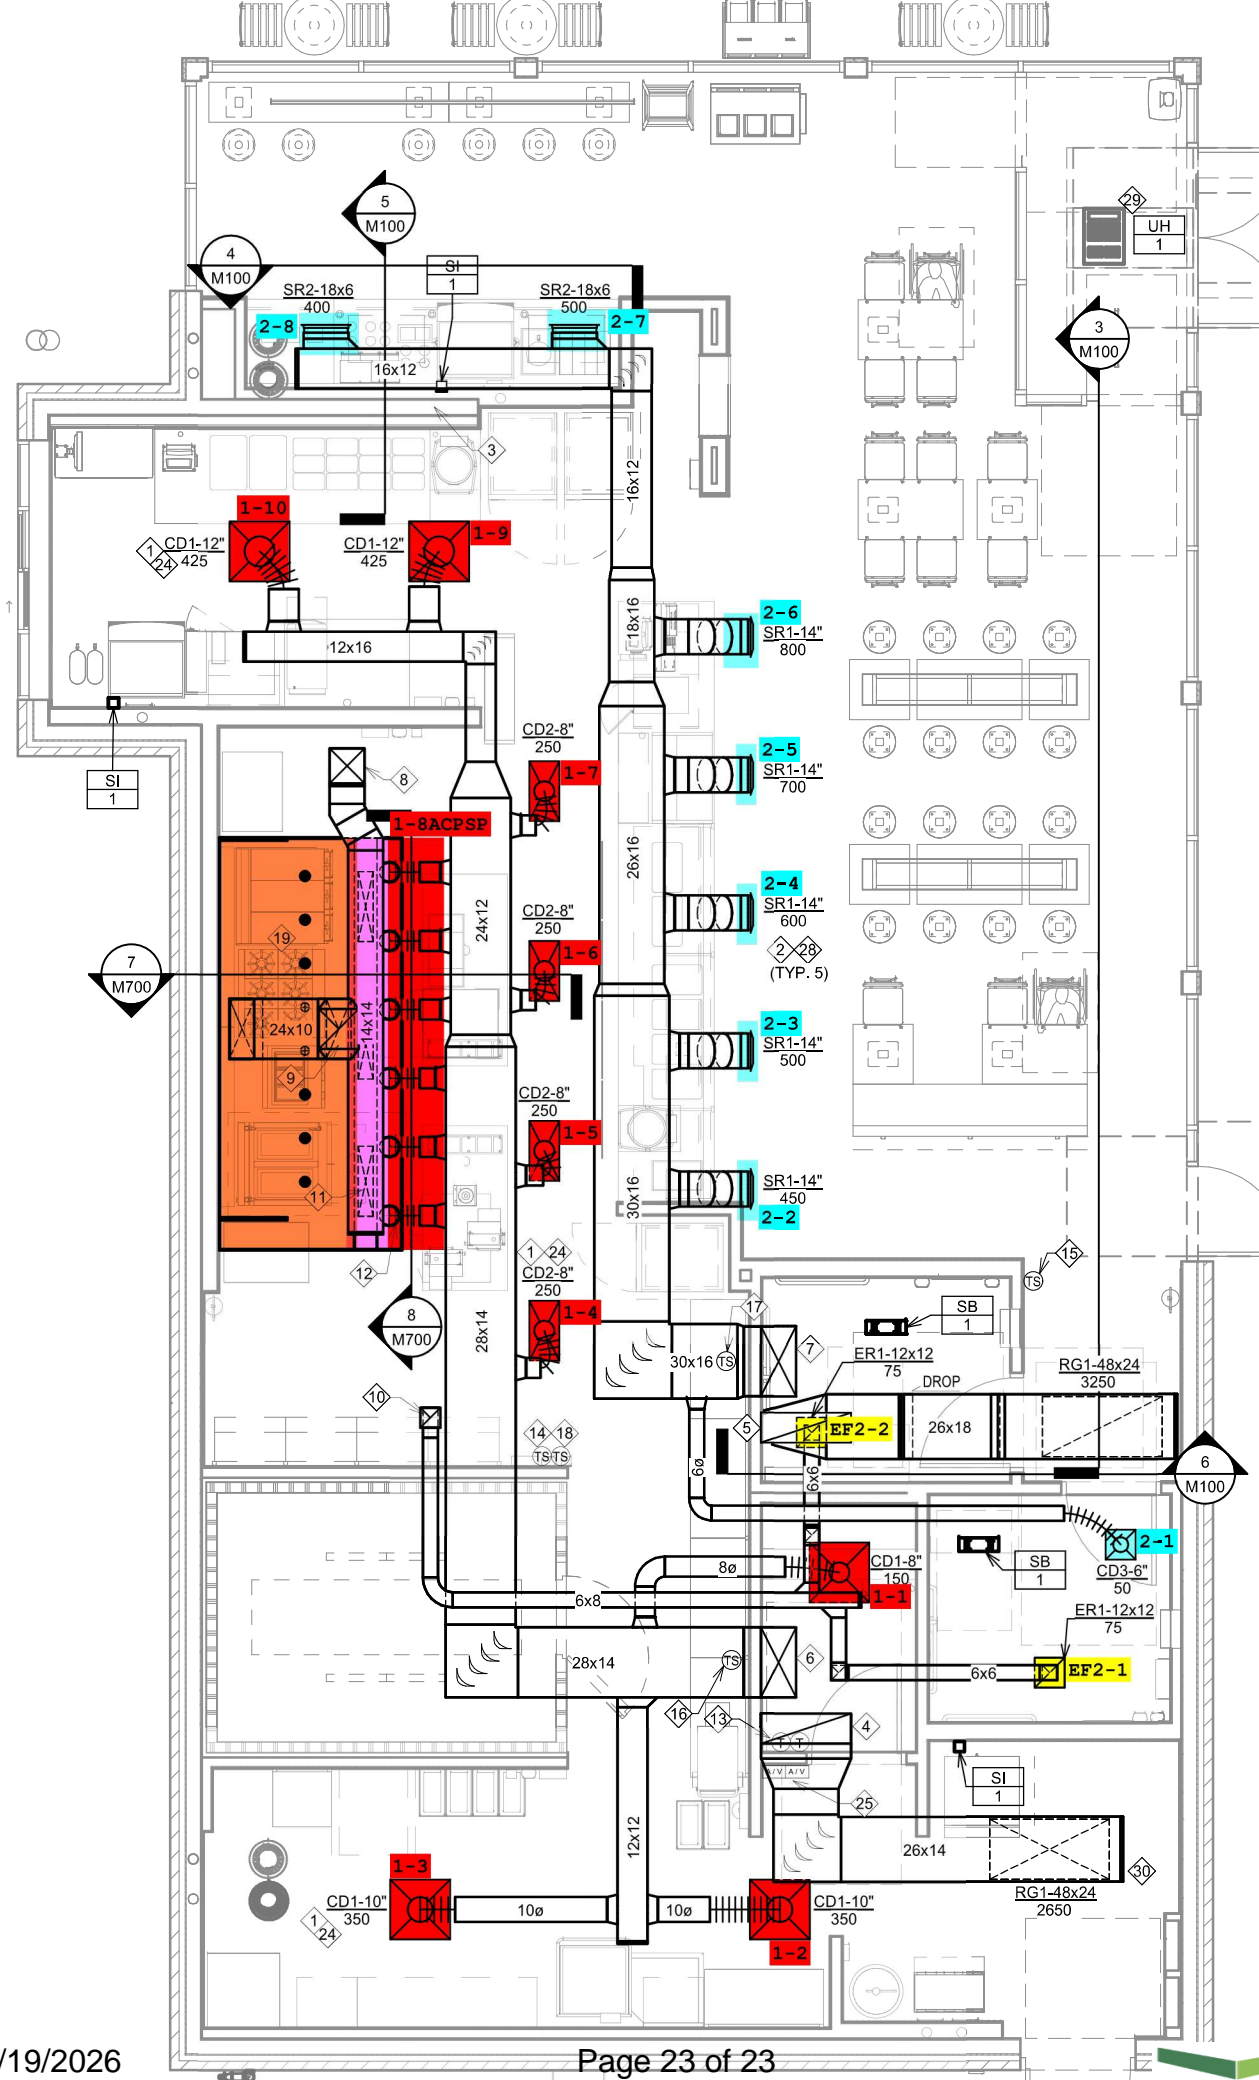 29
UH
1
5
M100
4
M100
SI
1
SR2-18x6
400
SR2-18x6
500
2-8
2-7
3
M100
16x12
3
16x12
1-10
1-9
1
24
CD1-12"
425
CD1-12"
425
18x16
2-6
SR1-14"
800
12x16
CD2-8"
250
1-7
2-5
SR1-14"
700
8
SI
1
1-8ACPSP
26x16
24x12
2-4
SR1-14"
600
CD2-8"
250
1-6
2 28
(TYP. 5)
19
7
M700
24x10
14x14
2-3
SR1-14"
500
9
CD2-8"
250
1-5
SR1-14"
450
2-2
30x16
11
12
1 24
CD2-8"
250
1-4
15
TS
17
SB
1
8
M700
28x14
30x16
TS
7
ER1-12x12
75
RG1-48x24
3250
DROP
10
5
EF2-2
26x18
14 18
TS TS
6ø
6x6
6
M100
2-1
SB
1
CD3-6"
50
8ø
CD1-8"
150
1-1
6x8
ER1-12x12
75
28x14
TS
6
6x6
EF2-1
16
13
4
T T
A/V A/V
SI
1
25
12x12
26x14
30
RG1-48x24
2650
1-3
CD1-10"
350
10ø
10ø
CD1-10"
350
1
24
1-2
/19/2026
Page 23 of 23